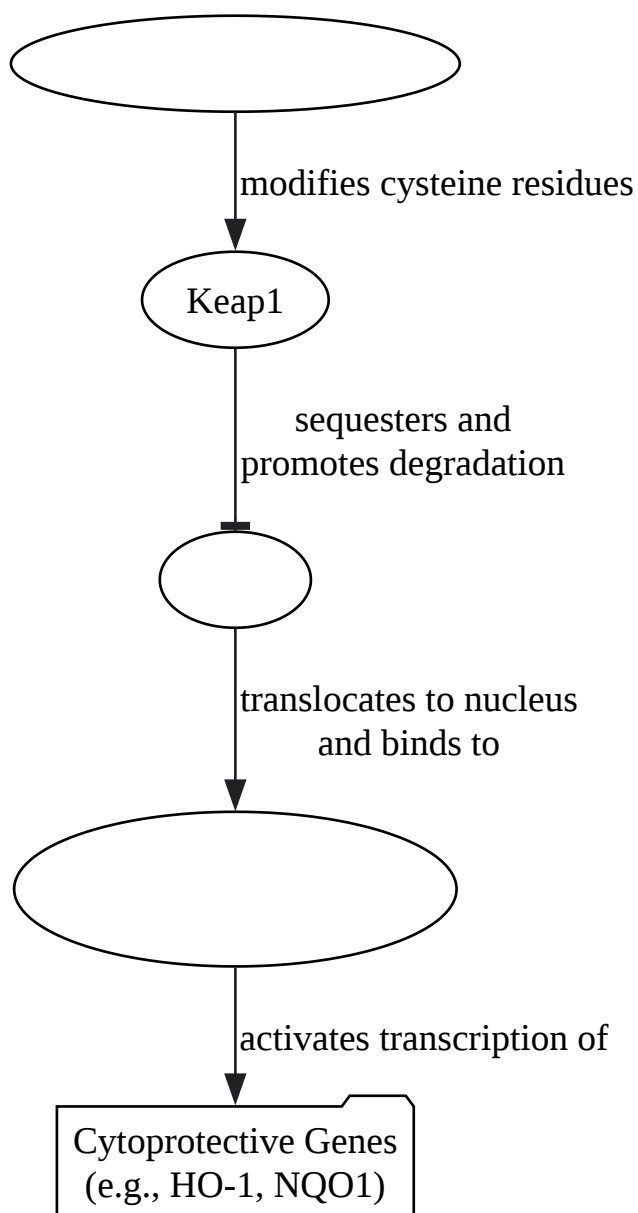 modifies cysteine residues
Keap1
sequesters and
promotes degradation
translocates to nucleus
and binds to
activates transcription of
Cytoprotective Genes
(e.g., HO-1, NQO1)